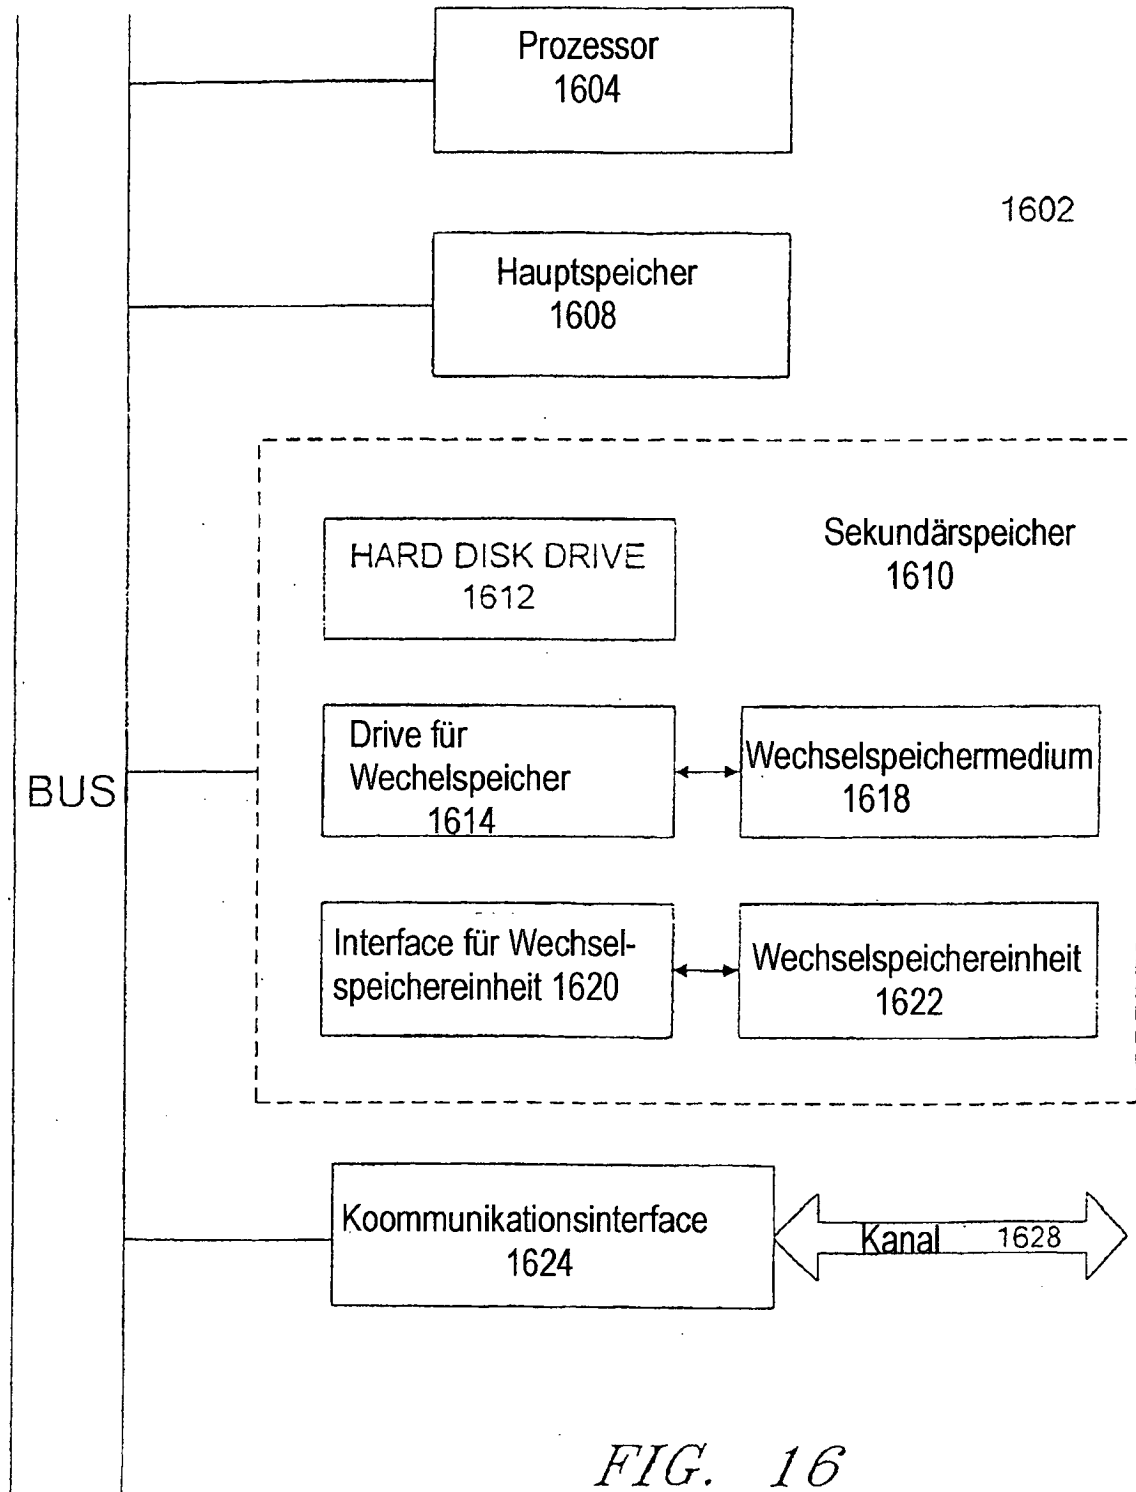 Prozessor
1604
1602
Hauptspeicher
1608
Sekundärspeicher
1610
HARD DISK DRIVE
1612
Drive für
Wechelspeicher
1614
Wechselspeichermedium
1618
BUS
Interface für Wechsel-
speichereinheit 1620
Wechselspeichereinheit
1622
Koommunikationsinterface
1624
Kanal 1628
FIG. 16